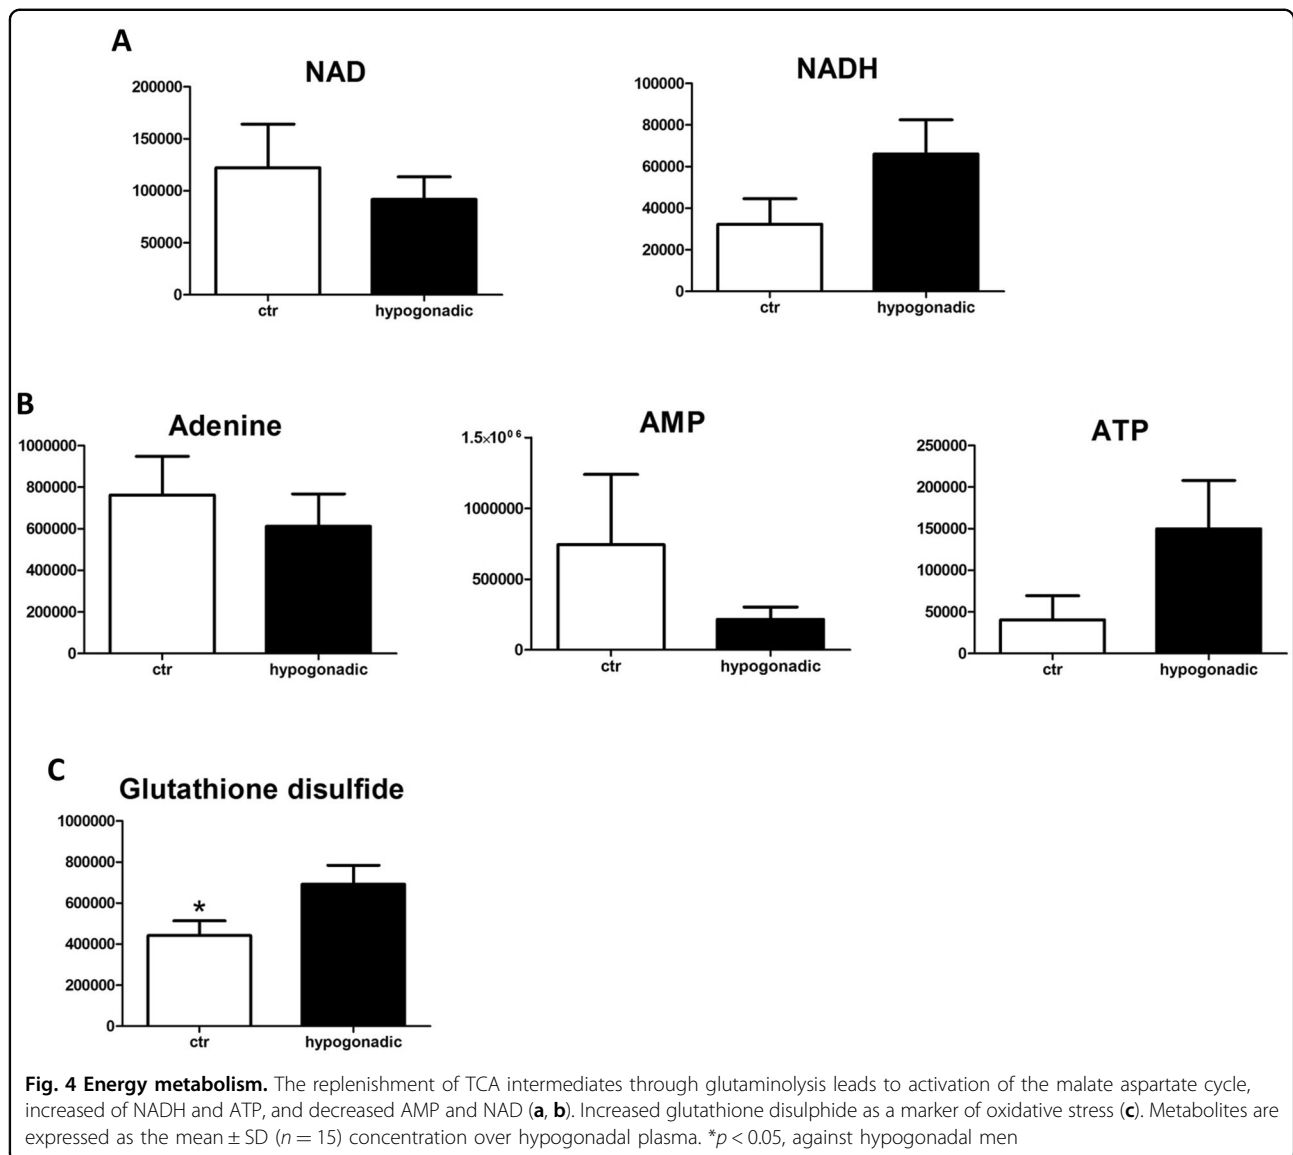 A
NAD
200000
150000
100000
50000
0
ctr
hypogonadic
NADH
100000
80000
60000
40000
20000
0
ctr
hypogonadic
B
Adenine
1000000
800000
600000
400000
200000
0
ctr
hypogonadic
AMP
1.5×10⁰⁶
1000000
500000
0
ctr
hypogonadic
ATP
250000
200000
150000
100000
50000
0
ctr
hypogonadic
C
Glutathione disulfide
1000000
800000
600000
400000
200000
0
*
ctr
hypogonadic
Fig. 4 Energy metabolism. The replenishment of TCA intermediates through glutaminolysis leads to activation of the malate aspartate cycle,
increased of NADH and ATP, and decreased AMP and NAD (a, b). Increased glutathione disulphide as a marker of oxidative stress (c). Metabolites are
expressed as the mean ± SD (n = 15) concentration over hypogonadal plasma. *p < 0.05, against hypogonadal men